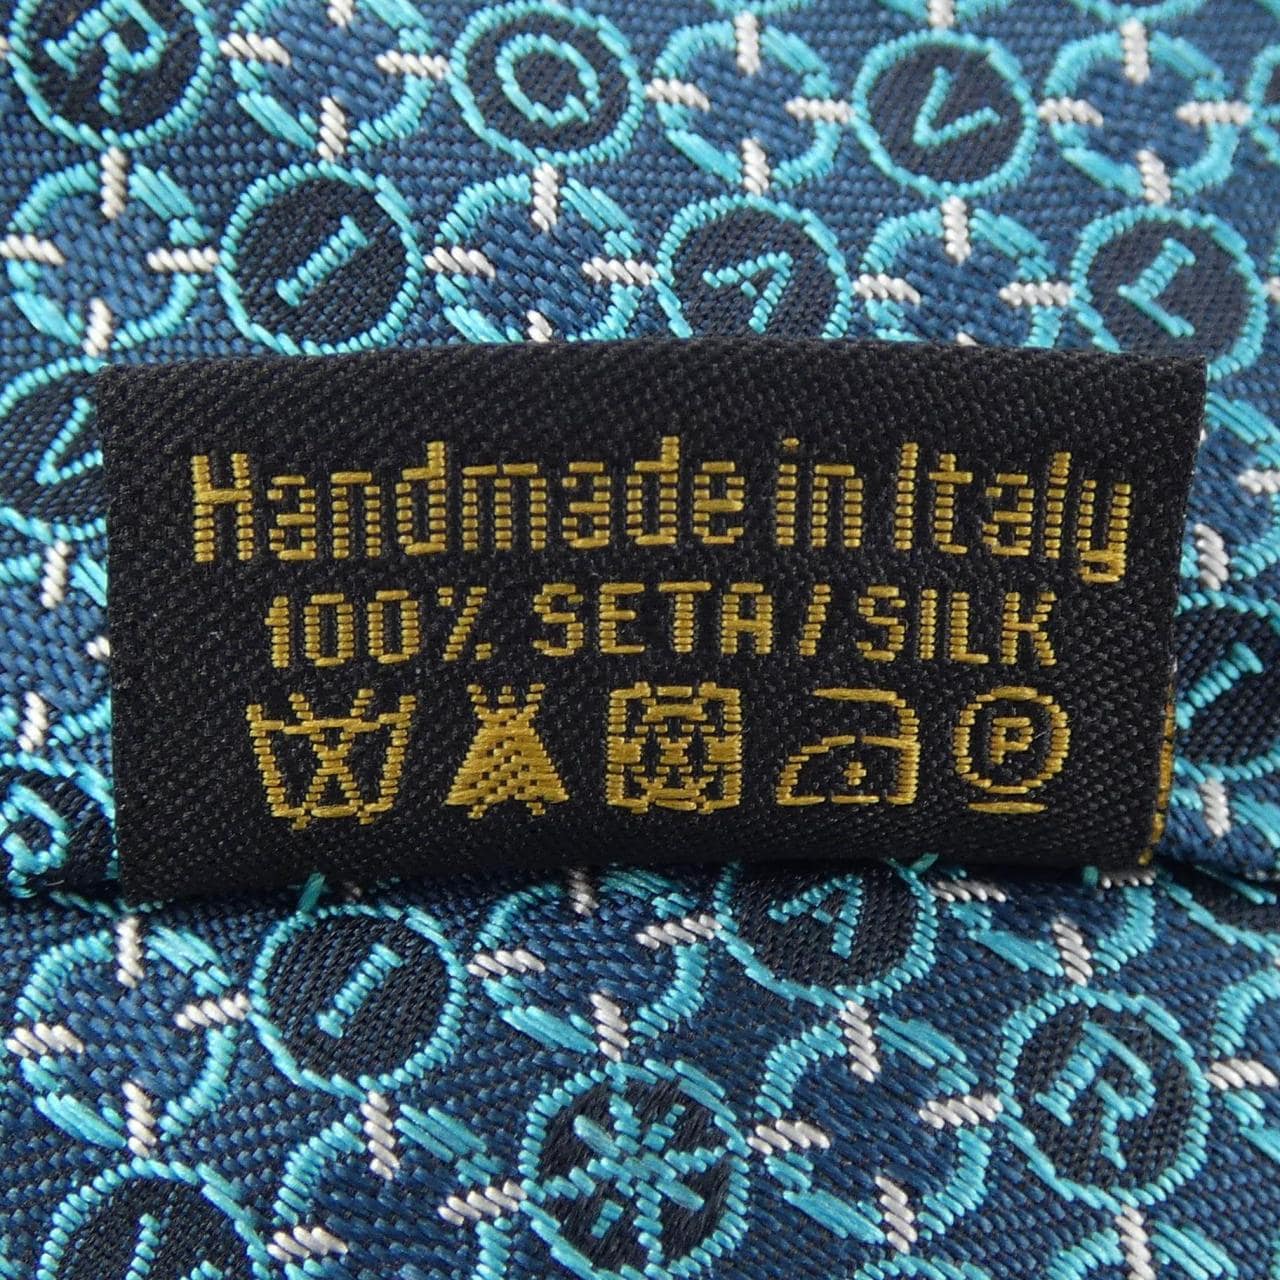 Handmade in Italy
100% SETA / SILK
P